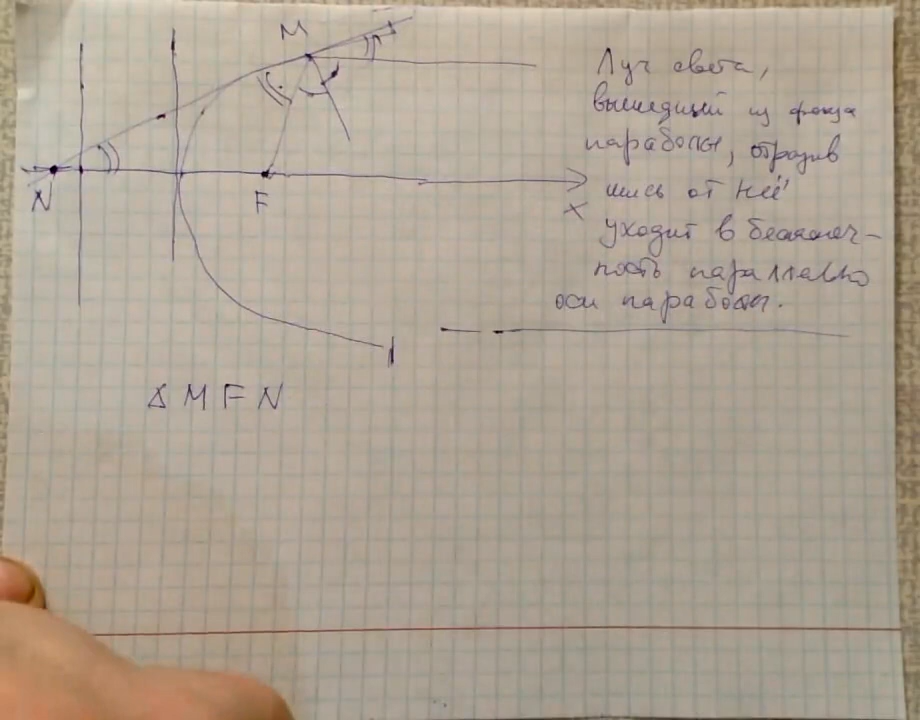 M
N
F
x
Луч света,
вышедший из фокуса
параболы, отразив
шись от неё
уходит в бесконеч-
ность параллельно
оси параболы.
Δ M F N